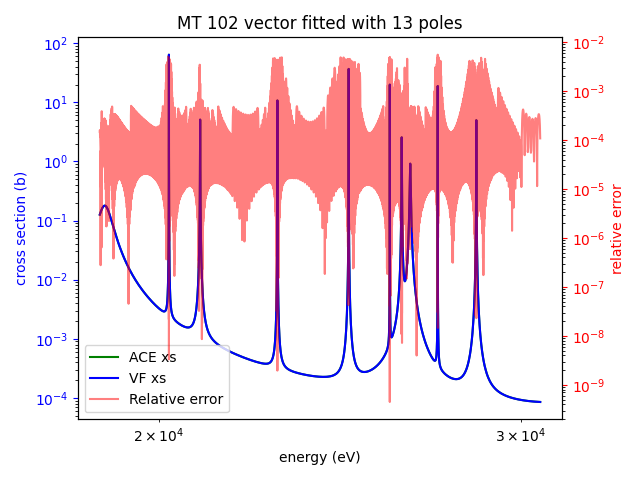 MT 102 vector fitted with 13 poles
10²
10¹
10⁰
10⁻¹
10⁻²
10⁻³
10⁻⁴
cross section (b)
10⁻²
10⁻³
10⁻⁴
10⁻⁵
10⁻⁶
10⁻⁷
10⁻⁸
10⁻⁹
relative error
ACE xs
VF xs
Relative error
2 × 10⁴
3 × 10⁴
energy (eV)